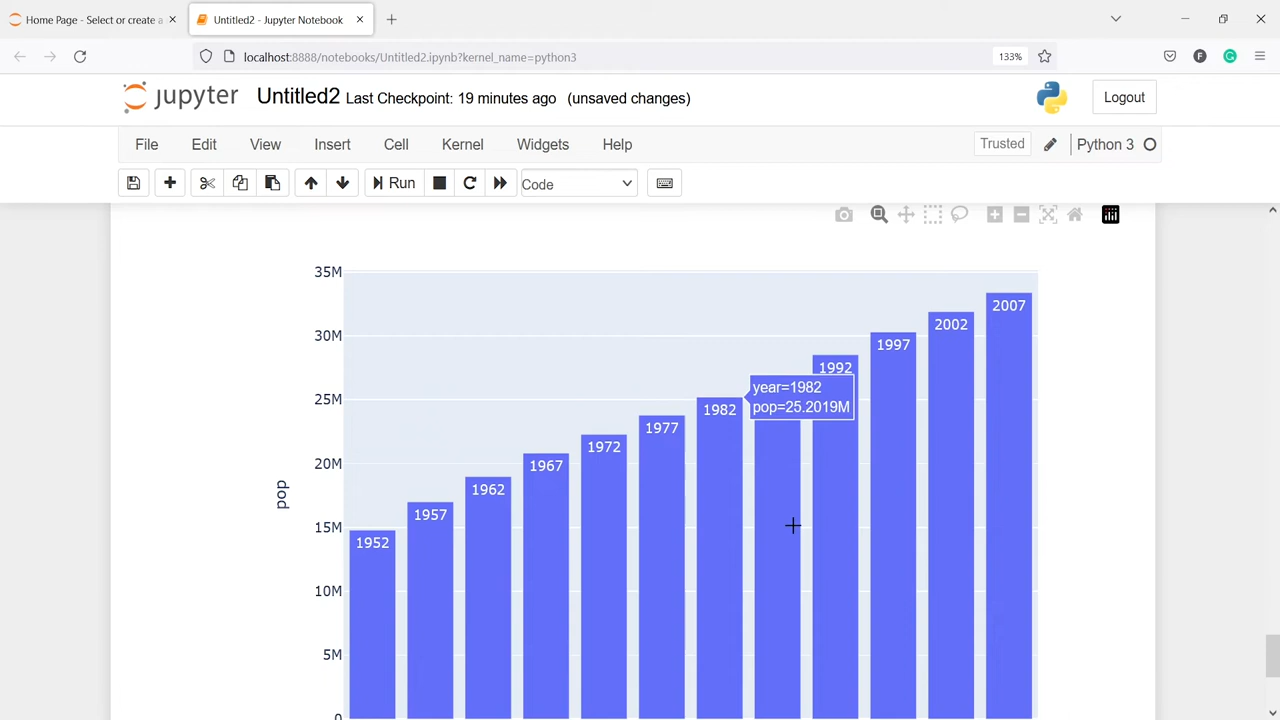 Home Page - Select or create a
Untitled2 - Jupyter Notebook
localhost:8888/notebooks/Untitled2.ipynb?kernel_name=python3
133%
jupyter Untitled2 Last Checkpoint: 19 minutes ago (unsaved changes)
Logout
File Edit View Insert Cell Kernel Widgets Help
Trusted
Python 3
Run
Code
35M
30M
25M
20M
15M
10M
5M
0
pop
1952
1957
1962
1967
1972
1977
1982
year=1982
pop=25.2019M
1992
1997
2002
2007